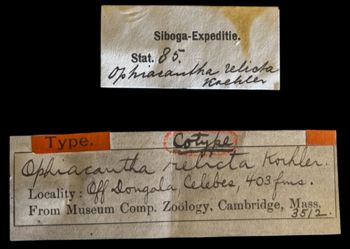 Siboga-Expeditie.
Stat. 85.
Ophiacantha relicta
Koehler
Type.
Cotype
Ophiacantha relicta Koehler.
Locality: Off Dongala, Celebes, 403 fms.
From Museum Comp. Zoölogy, Cambridge, Mass.
3512.